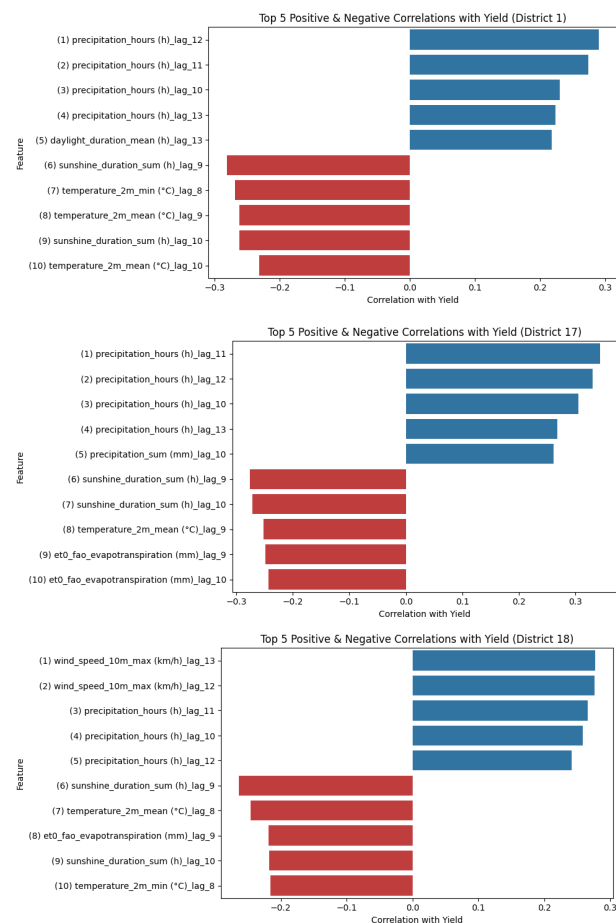 Top 5 Positive & Negative Correlations with Yield (District 1)
(1) precipitation_hours (h)_lag_12
(2) precipitation_hours (h)_lag_11
(3) precipitation_hours (h)_lag_10
(4) precipitation_hours (h)_lag_13
(5) daylight_duration_mean (h)_lag_13
(6) sunshine_duration_sum (h)_lag_9
(7) temperature_2m_min (°C)_lag_8
(8) temperature_2m_mean (°C)_lag_9
(9) sunshine_duration_sum (h)_lag_10
(10) temperature_2m_mean (°C)_lag_10
Feature
−0.3 −0.2 −0.1 0.0 0.1 0.2 0.3
Correlation with Yield
Top 5 Positive & Negative Correlations with Yield (District 17)
(1) precipitation_hours (h)_lag_11
(2) precipitation_hours (h)_lag_12
(3) precipitation_hours (h)_lag_10
(4) precipitation_hours (h)_lag_13
(5) precipitation_sum (mm)_lag_10
(6) sunshine_duration_sum (h)_lag_9
(7) sunshine_duration_sum (h)_lag_10
(8) temperature_2m_mean (°C)_lag_9
(9) et0_fao_evapotranspiration (mm)_lag_9
(10) et0_fao_evapotranspiration (mm)_lag_10
Feature
−0.3 −0.2 −0.1 0.0 0.1 0.2 0.3
Correlation with Yield
Top 5 Positive & Negative Correlations with Yield (District 18)
(1) wind_speed_10m_max (km/h)_lag_13
(2) wind_speed_10m_max (km/h)_lag_12
(3) precipitation_hours (h)_lag_11
(4) precipitation_hours (h)_lag_10
(5) precipitation_hours (h)_lag_12
(6) sunshine_duration_sum (h)_lag_9
(7) temperature_2m_mean (°C)_lag_8
(8) et0_fao_evapotranspiration (mm)_lag_9
(9) sunshine_duration_sum (h)_lag_10
(10) temperature_2m_min (°C)_lag_8
Feature
−0.2 −0.1 0.0 0.1 0.2 0.3
Correlation with Yield